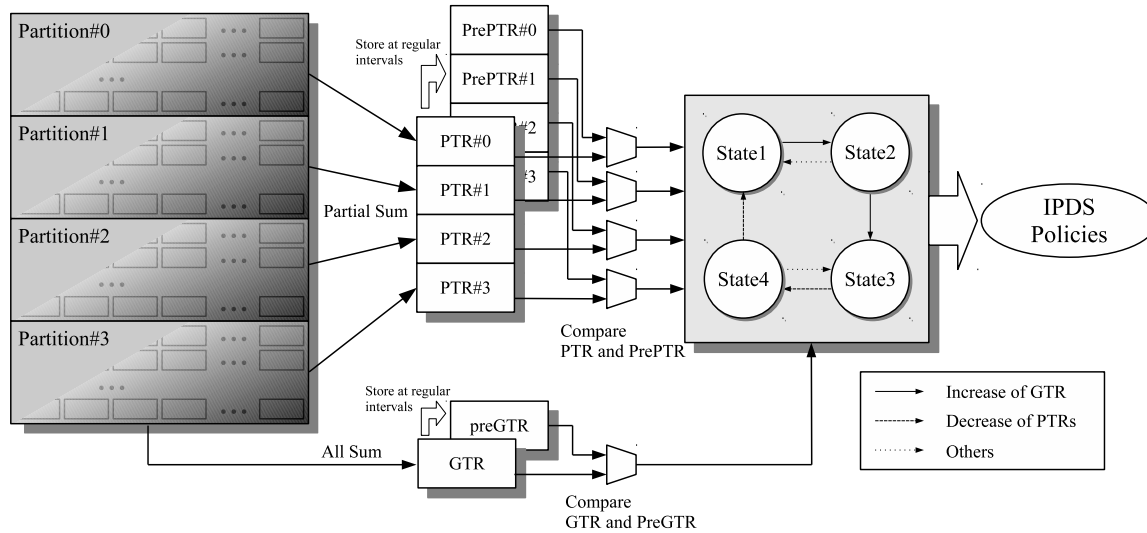 Partition#0
Partition#1
Partition#2
Partition#3
Store at regular
intervals
PrePTR#0
PrePTR#1
#2
#3
PTR#0
PTR#1
PTR#2
PTR#3
Partial Sum
All Sum
Store at regular
intervals
preGTR
GTR
Compare
PTR and PrePTR
Compare
GTR and PreGTR
State1
State2
State4
State3
IPDS
Policies
Increase of GTR
Decrease of PTRs
Others